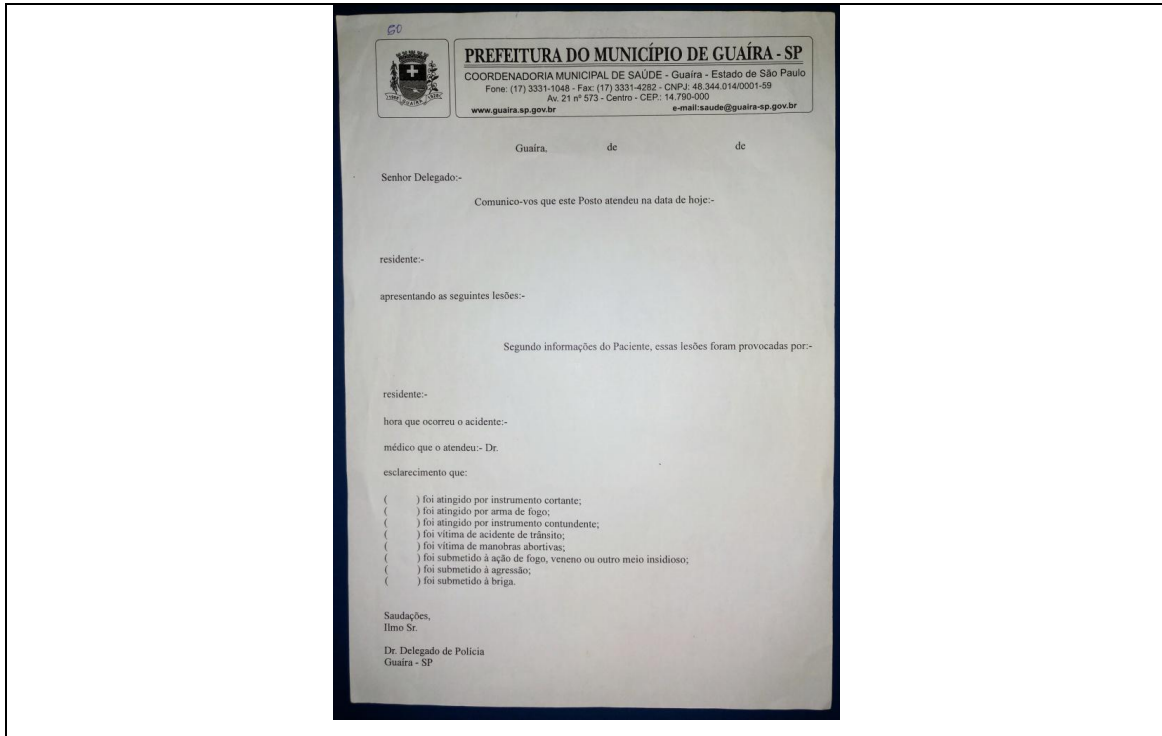 60
PREFEITURA DO MUNICÍPIO DE GUAÍRA - SP
COORDENADORIA MUNICIPAL DE SAÚDE - Guaíra - Estado de São Paulo
Fone: (17) 3331-1048 - Fax: (17) 3331-4282 - CNPJ: 48.344.014/0001-59
Av. 21 nº 573 - Centro - CEP.: 14.790-000
www.guaira.sp.gov.br e-mail:saude@guaira-sp.gov.br
GUAÍRA
Guaíra, de de
Senhor Delegado:-
Comunico-vos que este Posto atendeu na data de hoje:-
residente:-
apresentando as seguintes lesões:-
Segundo informações do Paciente, essas lesões foram provocadas por:-
residente:-
hora que ocorreu o acidente:-
médico que o atendeu:- Dr.
esclarecimento que:
( ) foi atingido por instrumento cortante;
( ) foi atingido por arma de fogo;
( ) foi atingido por instrumento contundente;
( ) foi vítima de acidente de trânsito;
( ) foi vítima de manobras abortivas;
( ) foi submetido à ação de fogo, veneno ou outro meio insidioso;
( ) foi submetido à agressão;
( ) foi submetido à briga.
Saudações,
Ilmo Sr.
Dr. Delegado de Polícia
Guaíra - SP